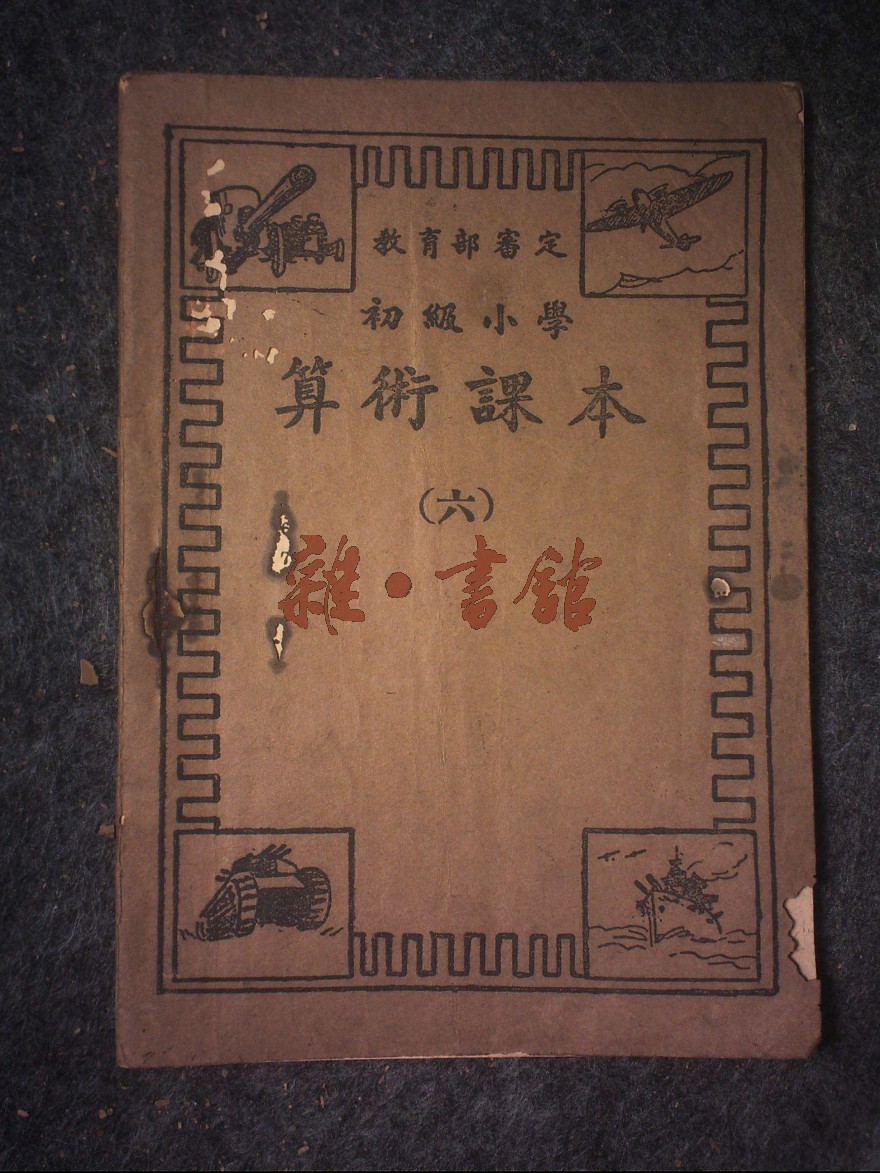 教育部審定
初級小學
算術課本
(六)
雜·書館